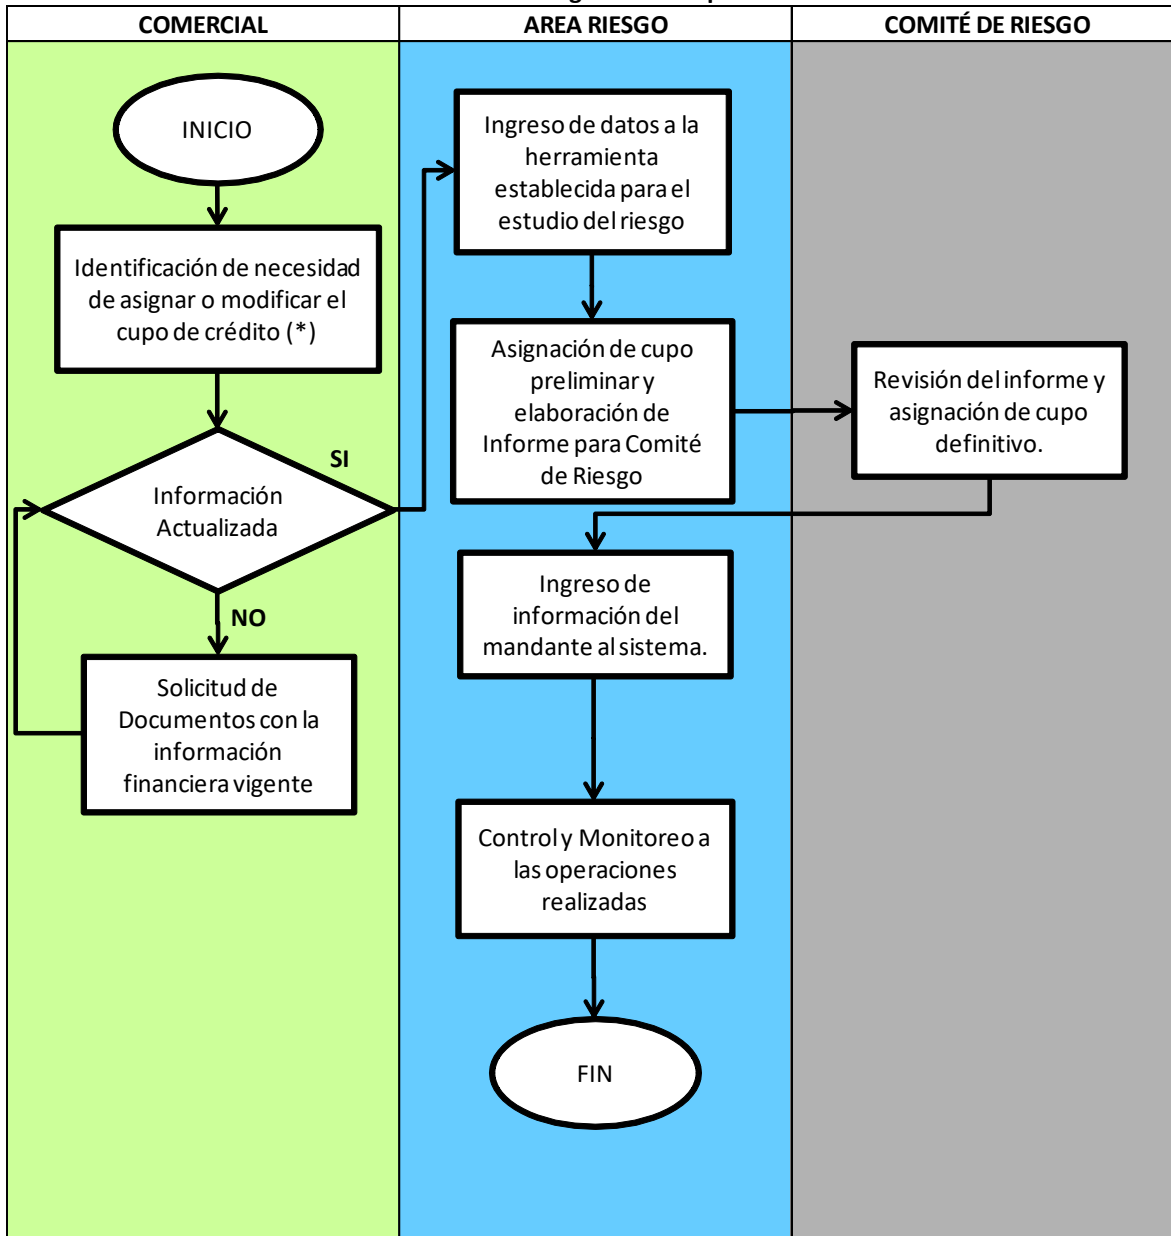 COMERCIAL
AREA RIESGO
COMITÉ DE RIESGO
INICIO
Identificación de necesidad
de asignar o modificar el
cupo de crédito (*)
SI
Información
Actualizada
NO
Solicitud de
Documentos con la
información
financiera vigente
Ingreso de datos a la
herramienta
establecida para el
estudio del riesgo
Asignación de cupo
preliminar y
elaboración de
Informe para Comité
de Riesgo
Revisión del informe y
asignación de cupo
definitivo.
Ingreso de
información del
mandante al sistema.
Control y Monitoreo a
las operaciones
realizadas
FIN